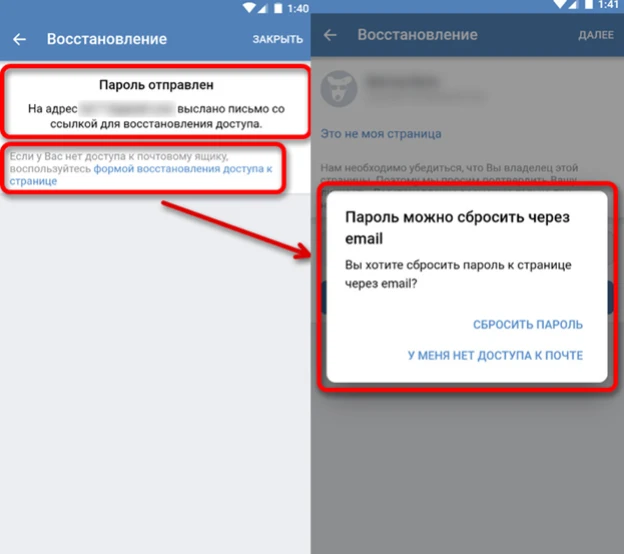 1:40
Восстановление
ЗАКРЫТЬ
Пароль отправлен
На адрес выслано письмо со
ссылкой для восстановления доступа.
Если у Вас нет доступа к почтовому ящику,
воспользуйтесь формой восстановления доступа к
странице
1:41
Восстановление
ДАЛЕЕ
Это не моя страница
Нам необходимо убедиться, что Вы владелец этой
страницы. Поэтому мы просим подтвердить Вашу
Пароль можно сбросить через
email
Вы хотите сбросить пароль к странице
через email?
СБРОСИТЬ ПАРОЛЬ
У МЕНЯ НЕТ ДОСТУПА К ПОЧТЕ